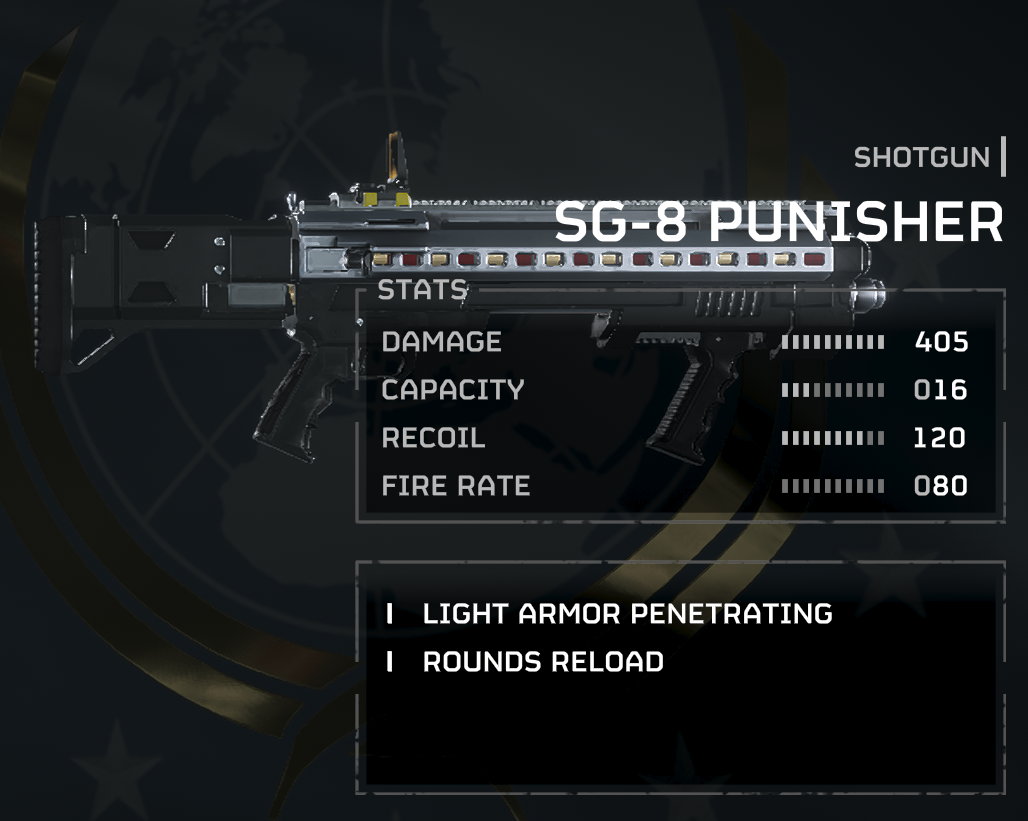 SHOTGUN
SG-8 PUNISHER
STATS
DAMAGE 405
CAPACITY 016
RECOIL 120
FIRE RATE 080
LIGHT ARMOR PENETRATING
ROUNDS RELOAD